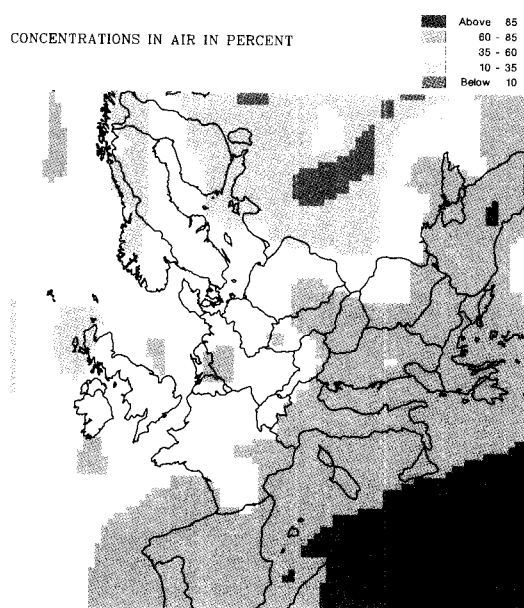 CONCENTRATIONS IN AIR IN PERCENT
Above 85
60 - 85
35 - 60
10 - 35
Below 10